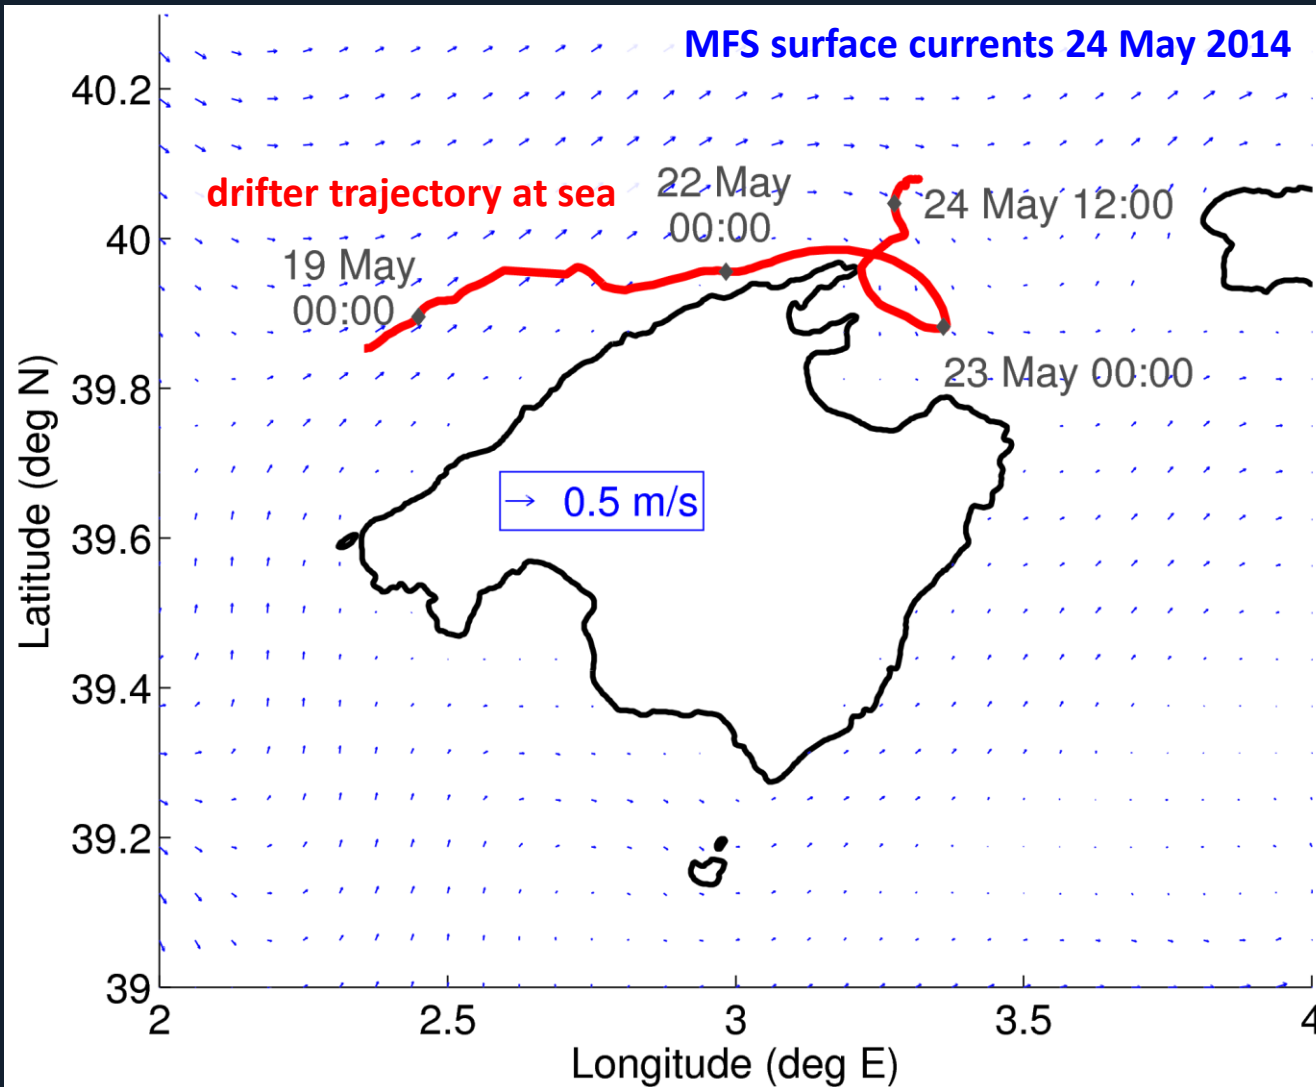 MFS surface currents 24 May 2014
40.2
drifter trajectory at sea
22 May
00:00
24 May 12:00
40
19 May
00:00
39.8
23 May 00:00
0.5 m/s
39.6
39.4
39.2
39
2
2.5
3
3.5
4
Latitude (deg N)
Longitude (deg E)